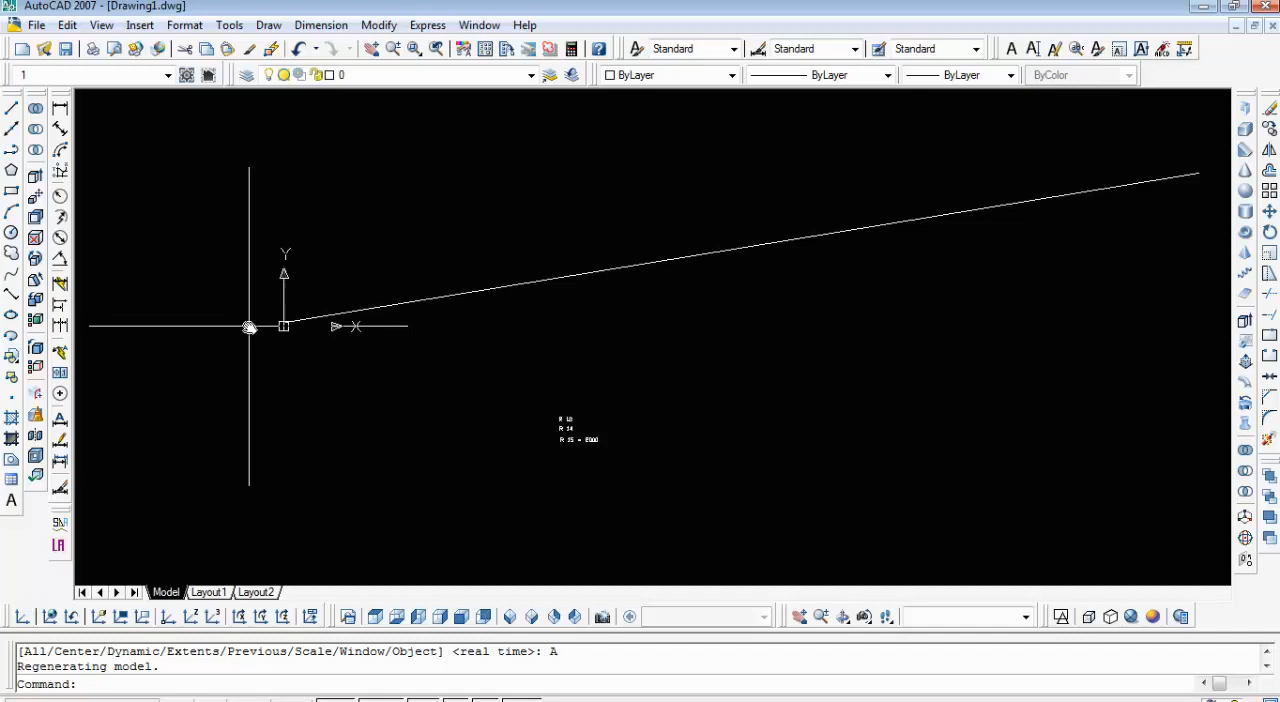 AutoCAD 2007 - [Drawing1.dwg]
File Edit View Insert Format Tools Draw Dimension Modify Express Window Help
Standard Standard Standard
1 0 ByLayer ByLayer ByLayer ByColor
Y
X
R 14
Model Layout1 Layout2
[All/Center/Dynamic/Extents/Previous/Scale/Window/Object] <real time>: A
Regenerating model.
Command: